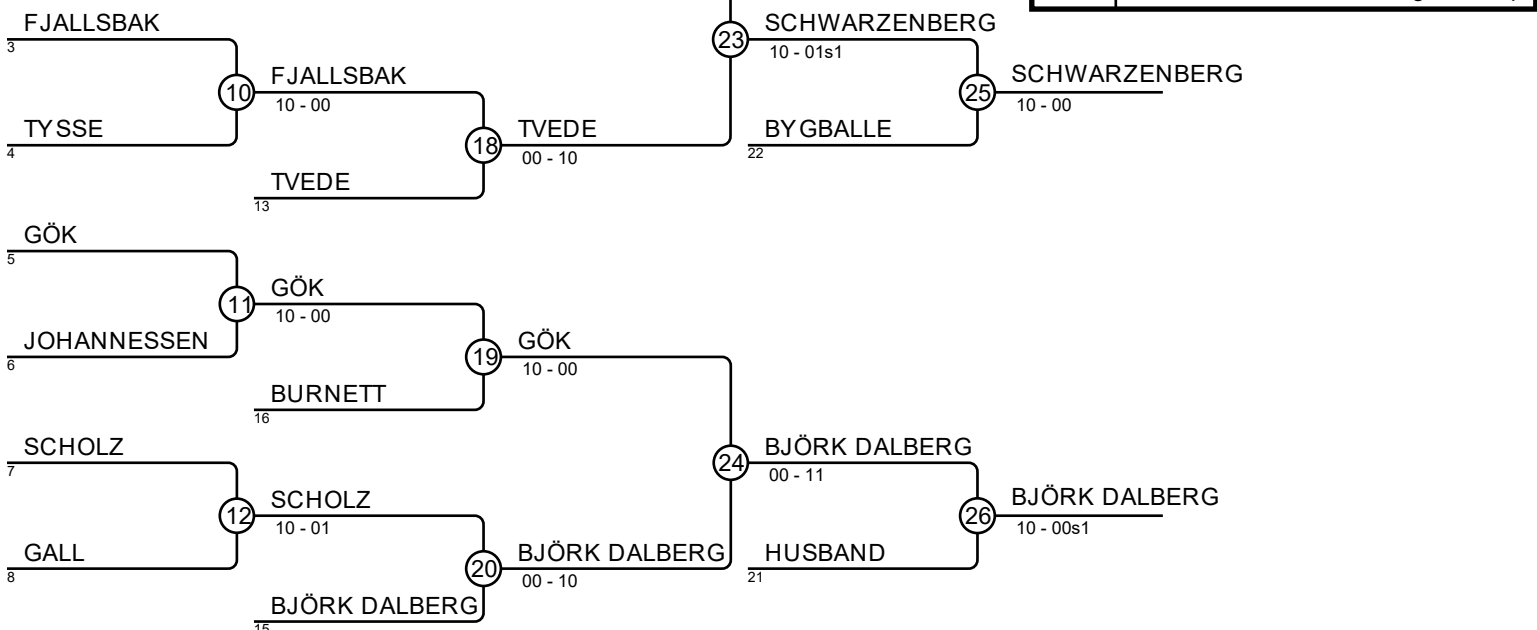 FJALLSBAK
3
10
FJALLSBAK
10 - 00
TYSSE
4
18
TVEDE
00 - 10
TVEDE
13
23
SCHWARZENBERG
10 - 01s1
25
SCHWARZENBERG
10 - 00
BYGBALLE
22
GÖK
5
11
GÖK
10 - 00
JOHANNESSEN
6
19
GÖK
10 - 00
BURNETT
16
SCHOLZ
7
12
SCHOLZ
10 - 01
GALL
8
20
BJÖRK DALBERG
00 - 10
BJÖRK DALBERG
15
24
BJÖRK DALBERG
00 - 11
26
BJÖRK DALBERG
10 - 00s1
HUSBAND
21